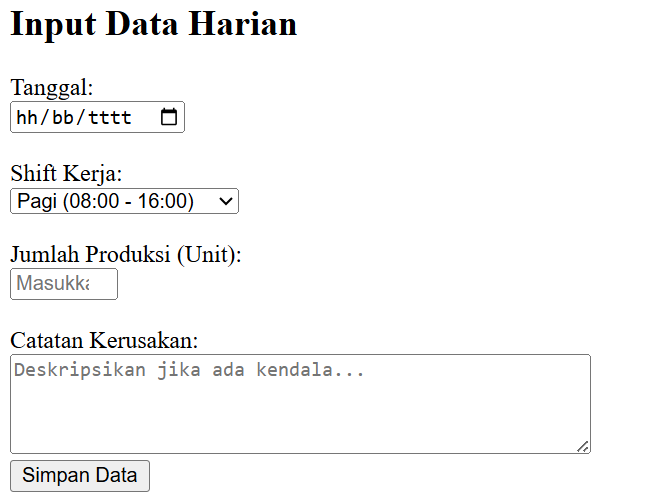 Input Data Harian
Tanggal:
hh/bb/tttt
Shift Kerja:
Pagi (08:00 - 16:00)
Jumlah Produksi (Unit):
Masukka
Catatan Kerusakan:
Deskripsikan jika ada kendala...
Simpan Data